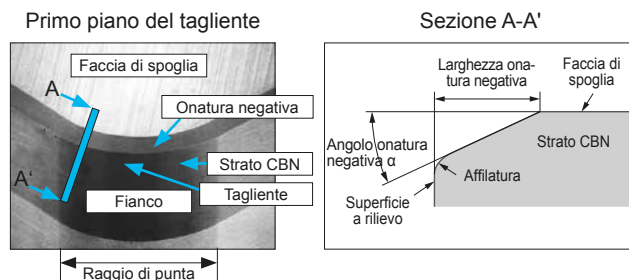 Primo piano del tagliente
Faccia di spoglia
A
Onatura negativa
Strato CBN
A'
Tagliente
Fianco
Raggio di punta
Sezione A-A'
Larghezza ona-
tura negativa
Faccia di
spoglia
Angolo onatura
negativa α
Strato CBN
Affilatura
Superficie
a rilievo